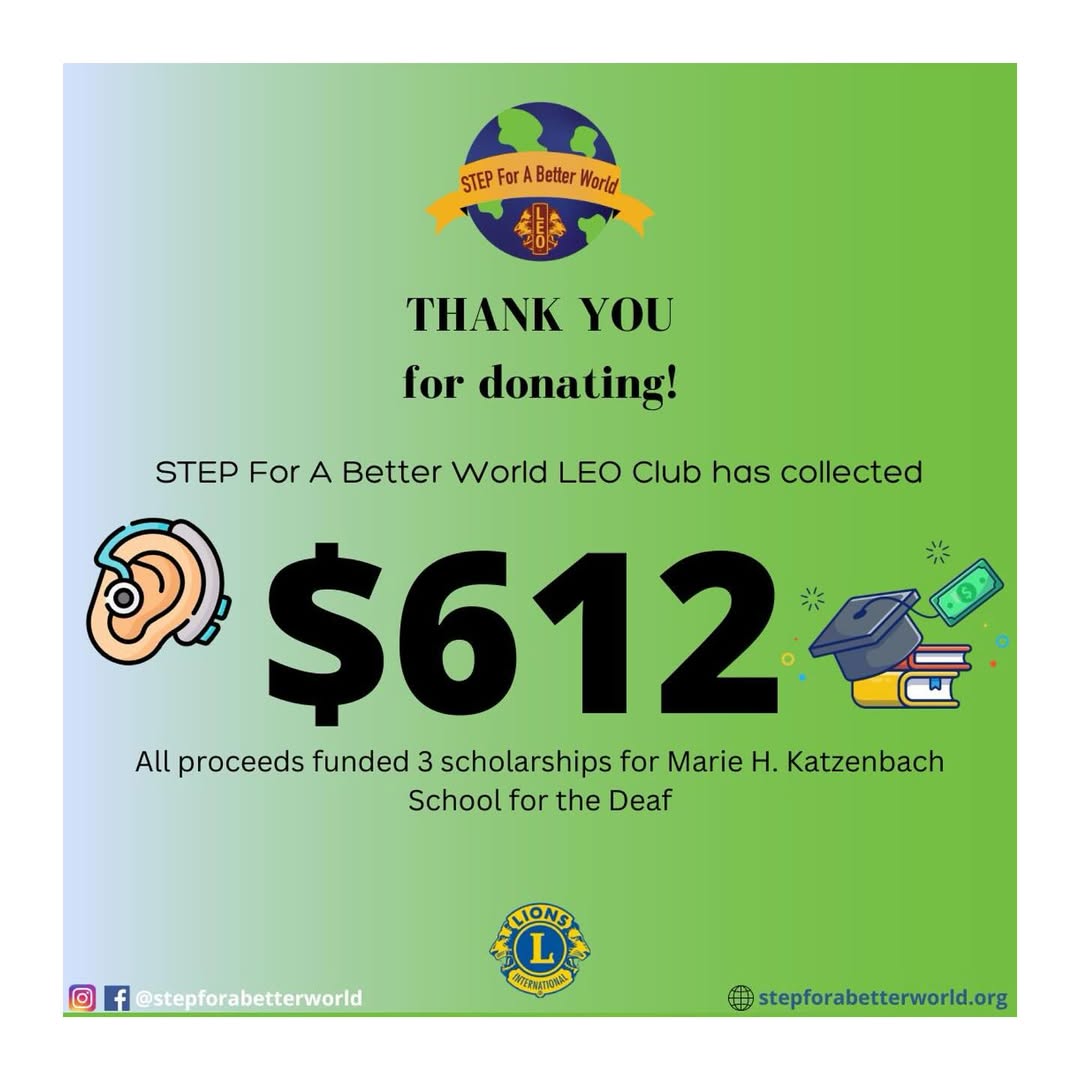 STEP For A Better World
LEO
THANK YOU
for donating!
STEP For A Better World LEO Club has collected
$612
$
All proceeds funded 3 scholarships for Marie H. Katzenbach
School for the Deaf
LIONS
L
INTERNATIONAL
@stepforabetterworld
stepforabetterworld.org